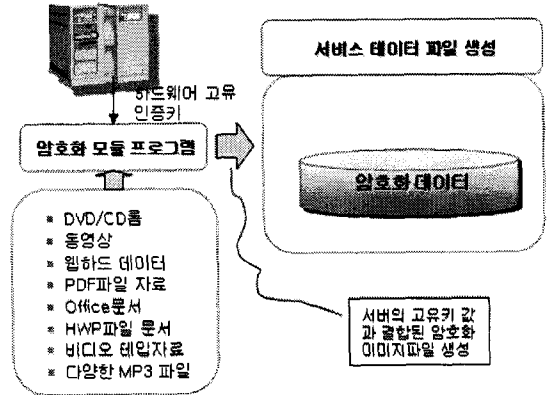 서비스 데이터 파일 생성
하드웨어 고유
인증키
암호화 모듈 프로그램
암호화 데이터
DVD/CD롬
동영상
웹하드 데이터
PDF파일 자료
Office문서
HWP파일 문서
비디오 테입자료
다양한 MP3 파일
서버의 고유키 값
과 결합된 암호화
이미지파일 생성